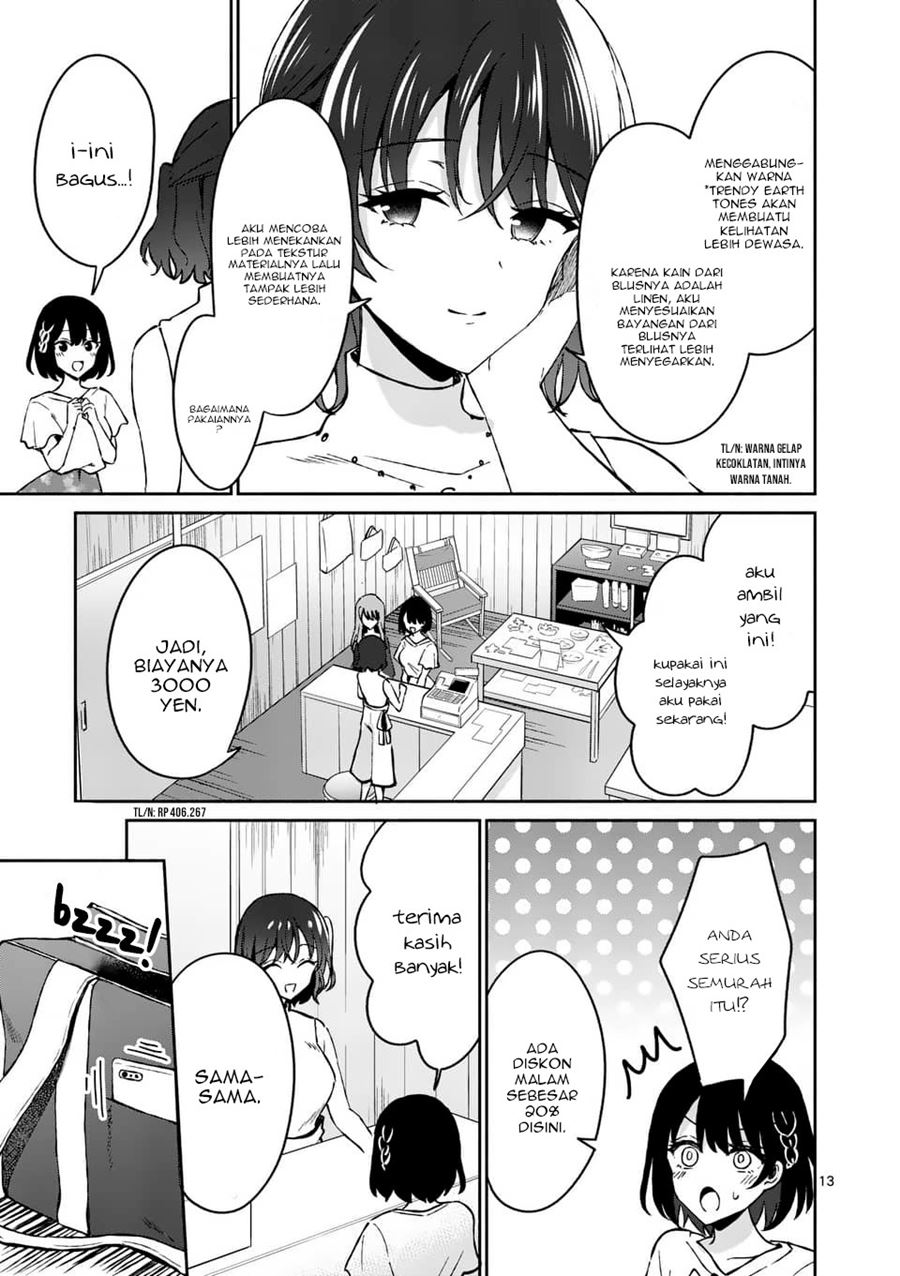 MENGGABUNG-
KAN WARNA
*TRENDY EARTH
TONES AKAN
MEMBUATU
KELIHATAN
LEBIH DEWASA.
KARENA KAIN DARI
BLUSNYA ADALAH
LINEN, AKU
MENYESUAIKAN
BAYANGAN DARI
BLUSNYA
TERLIHAT LEBIH
MENYEGARKAN.
TL/N: WARNA GELAP
KECOKLATAN, INTINYA
WARNA TANAH.
AKU MENCOBA
LEBIH MENEKANKAN
PADA TEKSTUR
MATERIALNYA LALU
MEMBUATNYA
TAMPAK LEBIH
SEDERHANA.
BAGAIMANA
PAKAIANNYA
?
i-ini
BAGUS...!
aku
ambil
yang
ini!
kupakai ini
selayaknya
aku pakai
sekarang!
JADI,
BIAYANYA
3000
YEN.
TL/N: RP 406.267
ANDA
SERIUS
SEMURAH
ITU!?
ADA
DISKON
MALAM
SEBESAR
20%
DISINI.
terima
kasih
Banyak!
SAMA-
SAMA.
bzzz!
13